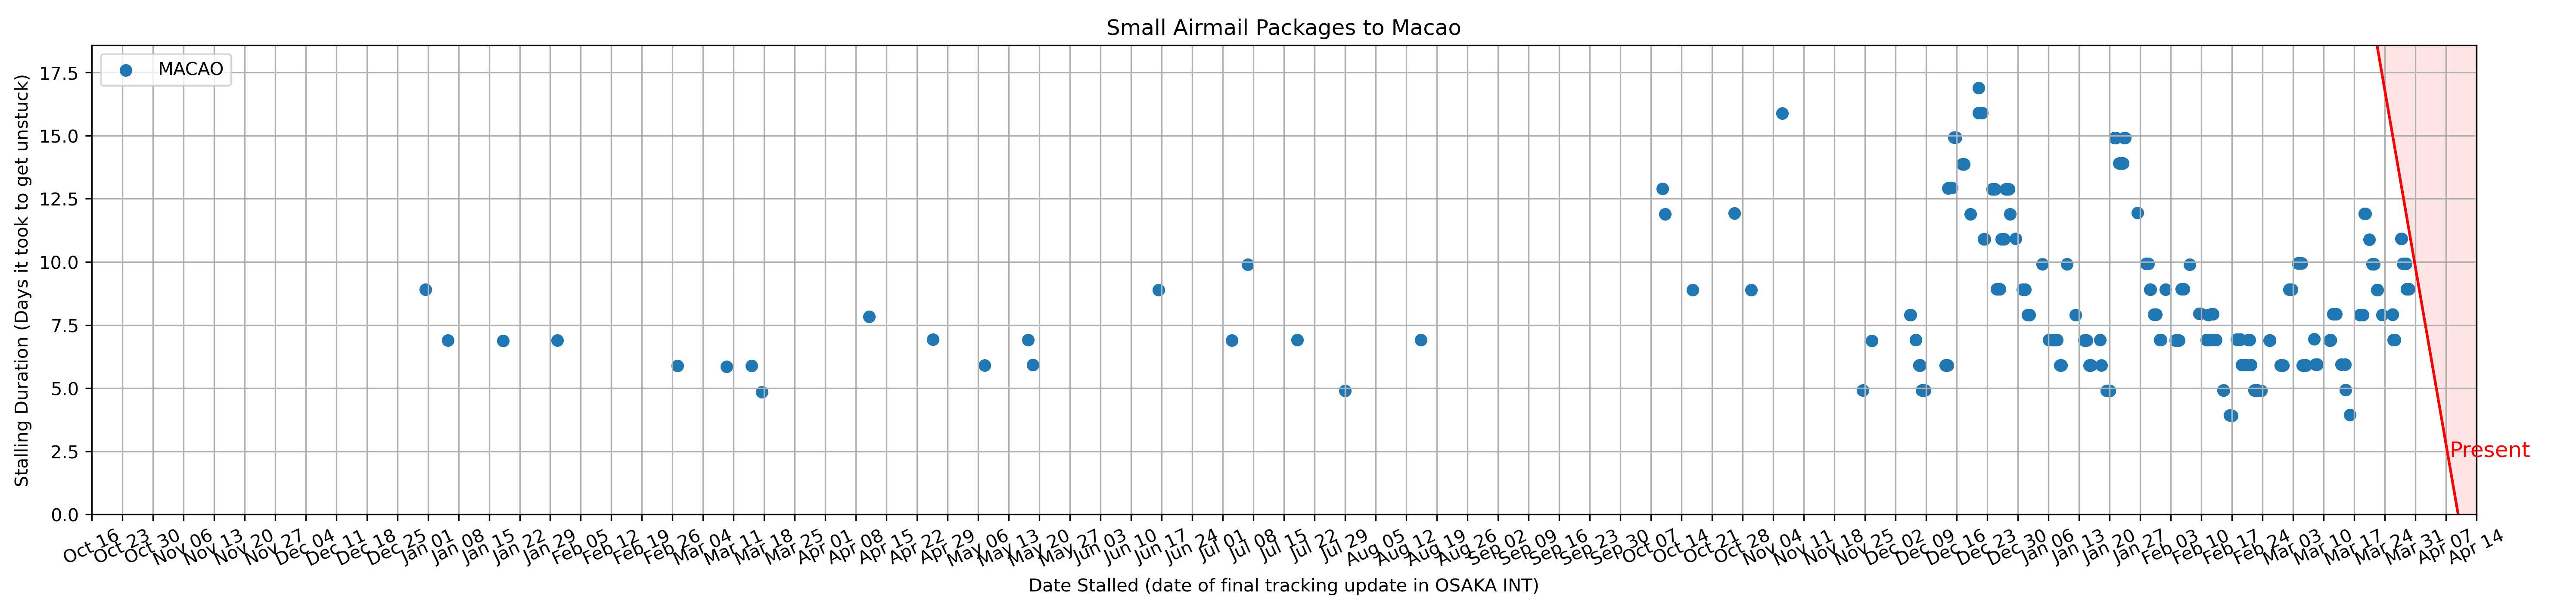 Small Airmail Packages to Macao
MACAO
Stalling Duration (Days it took to get unstuck)
17.5
15.0
12.5
10.0
7.5
5.0
2.5
0.0
Present
Oct 16 Oct 23 Oct 30 Nov 06 Nov 13 Nov 20 Nov 27 Dec 04 Dec 11 Dec 18 Dec 25 Jan 01 Jan 08 Jan 15 Jan 22 Jan 29 Feb 05 Feb 12 Feb 19 Feb 26 Mar 04 Mar 11 Mar 18 Mar 25 Apr 01 Apr 08 Apr 15 Apr 22 Apr 29 May 06 May 13 May 20 May 27 Jun 03 Jun 10 Jun 17 Jun 24 Jul 01 Jul 08 Jul 15 Jul 22 Jul 29 Aug 05 Aug 12 Aug 19 Aug 26 Sep 02 Sep 09 Sep 16 Sep 23 Sep 30 Oct 07 Oct 14 Oct 21 Oct 28 Nov 04 Nov 11 Nov 18 Nov 25 Dec 02 Dec 09 Dec 16 Dec 23 Dec 30 Jan 06 Jan 13 Jan 20 Jan 27 Feb 03 Feb 10 Feb 17 Feb 24 Mar 03 Mar 10 Mar 17 Mar 24 Mar 31 Apr 07 Apr 14
Date Stalled (date of final tracking update in OSAKA INT)